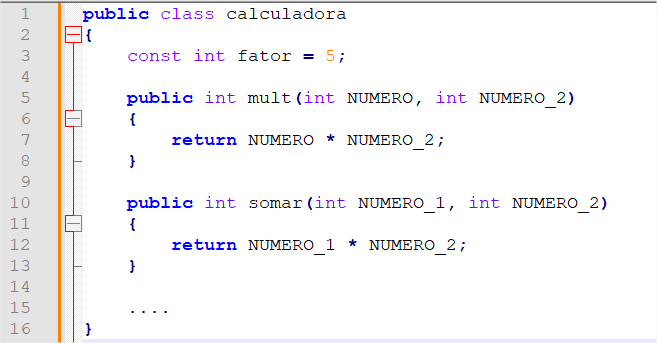 1 public class calculadora
2 {
3 const int fator = 5;
4
5 public int mult(int NUMERO, int NUMERO_2)
6 {
7 return NUMERO * NUMERO_2;
8 }
9
10 public int somar(int NUMERO_1, int NUMERO_2)
11 {
12 return NUMERO_1 * NUMERO_2;
13 }
14
15 ....
16 }